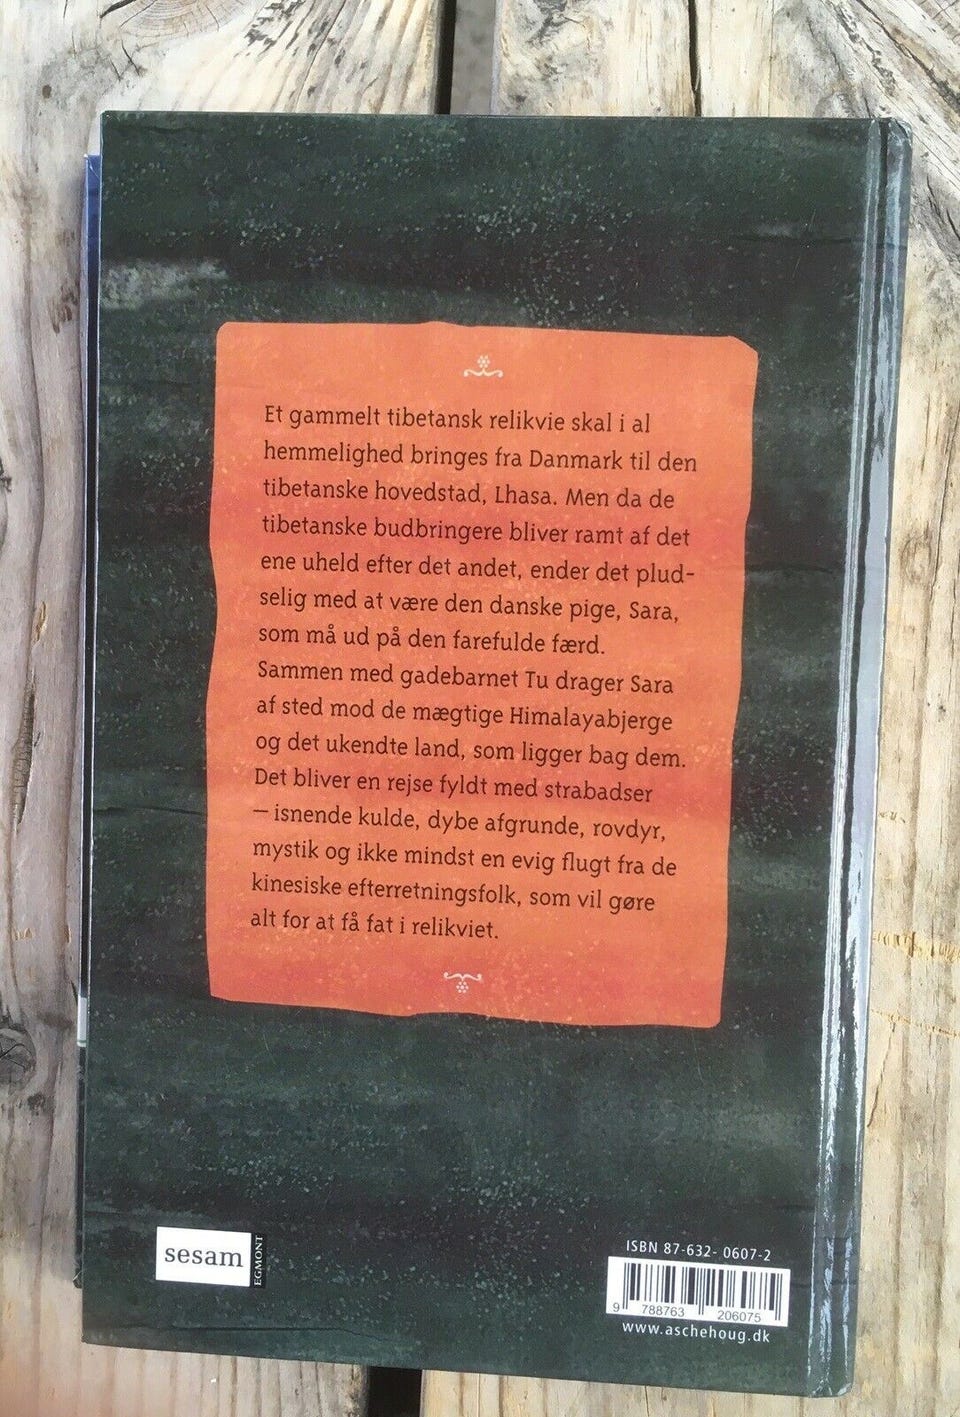 Et gammelt tibetansk relikvie skal i al
hemmelighed bringes fra Danmark til den
tibetanske hovedstad, Lhasa. Men da de
tibetanske budbringere bliver ramt af det
ene uheld efter det andet, ender det plud-
selig med at være den danske pige, Sara,
som må ud på den farefulde færd.
Sammen med gadebarnet Tu drager Sara
af sted mod de mægtige Himalayabjerge
og det ukendte land, som ligger bag dem.
Det bliver en rejse fyldt med strabadser
– isnende kulde, dybe afgrunde, rovdyr,
mystik og ikke mindst en evig flugt fra de
kinesiske efterretningsfolk, som vil gøre
alt for at få fat i relikviet.
sesam
EGMONT
ISBN 87-632- 0607-2
9 788763 206075
www.aschehoug.dk